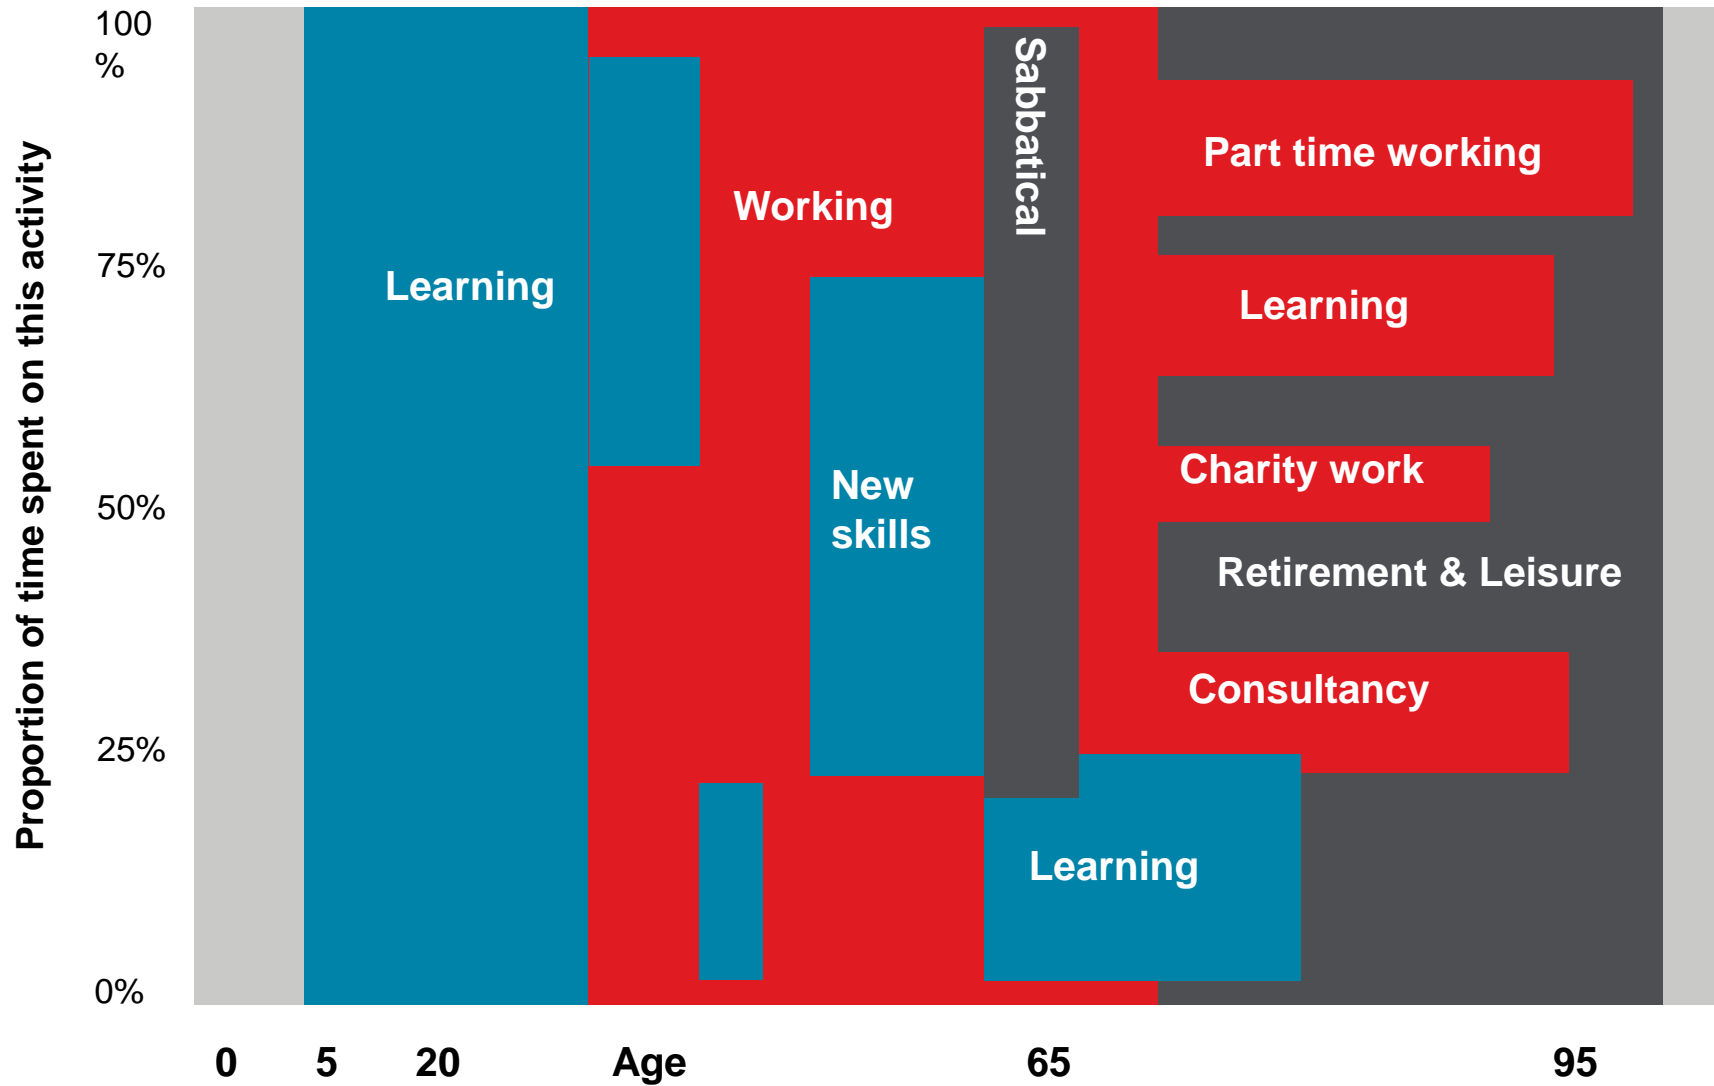 Proportion of time spent on this activity
100
%
75%
50%
25%
0%
Learning
Working
New
skills
Sabbatical
Learning
Part time working
Learning
Charity work
Retirement & Leisure
Consultancy
0
5
20
Age
65
95